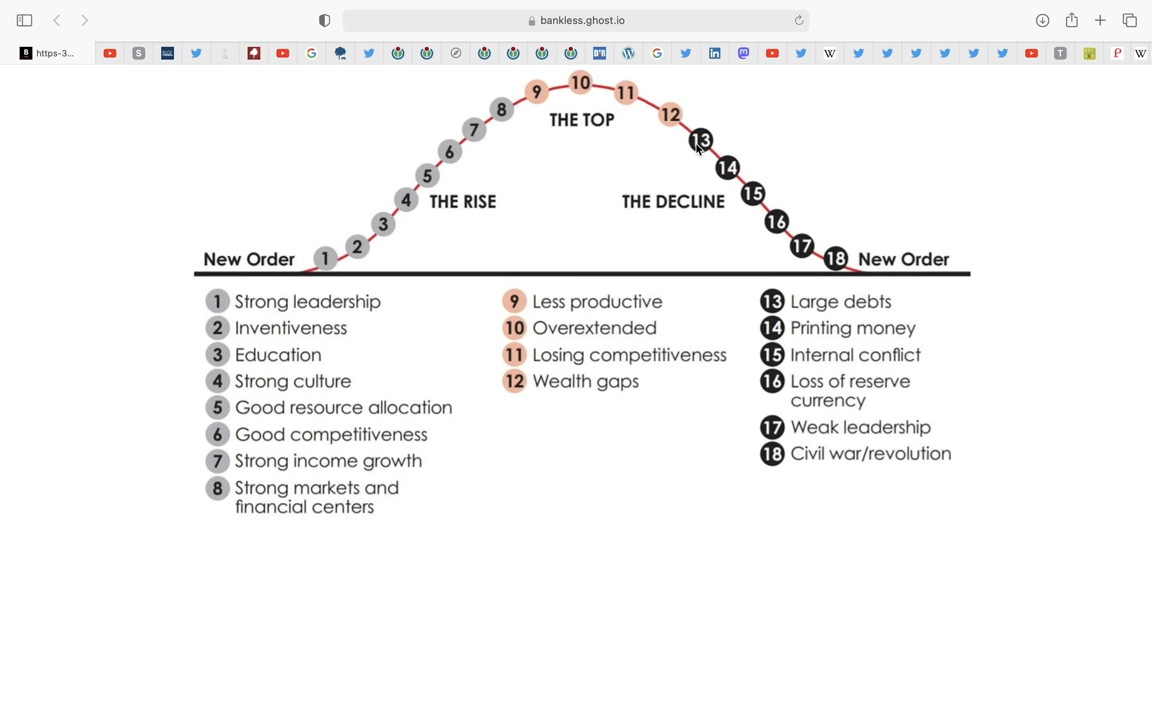 bankless.ghost.io
https-3...
9 10 11
8 THE TOP 12
7 13
6 14
5
4 THE RISE THE DECLINE 15
3 16
2 17
New Order 1 18 New Order
1 Strong leadership
2 Inventiveness
3 Education
4 Strong culture
5 Good resource allocation
6 Good competitiveness
7 Strong income growth
8 Strong markets and
financial centers
9 Less productive
10 Overextended
11 Losing competitiveness
12 Wealth gaps
13 Large debts
14 Printing money
15 Internal conflict
16 Loss of reserve
currency
17 Weak leadership
18 Civil war/revolution